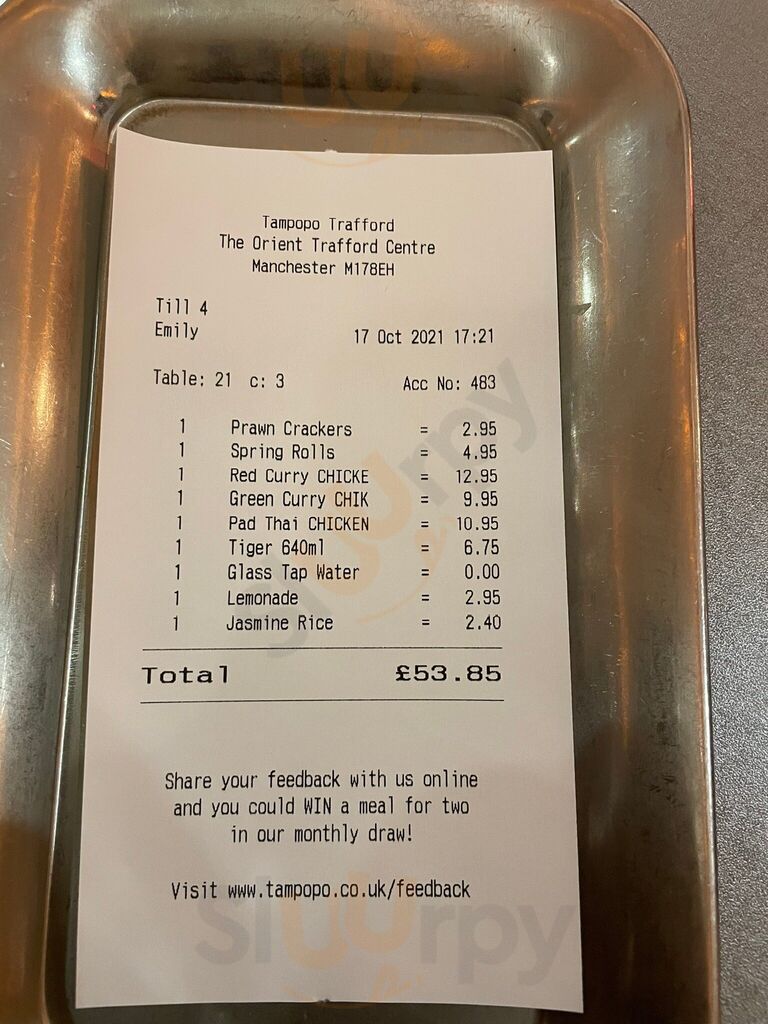 Tampopo Trafford
The Orient Trafford Centre
Manchester M178EH
Till 4
Emily 17 Oct 2021 17:21
Table: 21 c: 3 Acc No: 483
1 Prawn Crackers = 2.95
1 Spring Rolls = 4.95
1 Red Curry CHICKE = 12.95
1 Green Curry CHIK = 9.95
1 Pad Thai CHICKEN = 10.95
1 Tiger 640ml = 6.75
1 Glass Tap Water = 0.00
1 Lemonade = 2.95
1 Jasmine Rice = 2.40
Total £53.85
Share your feedback with us online
and you could WIN a meal for two
in our monthly draw!
Visit www.tampopo.co.uk/feedback
Sluurpy